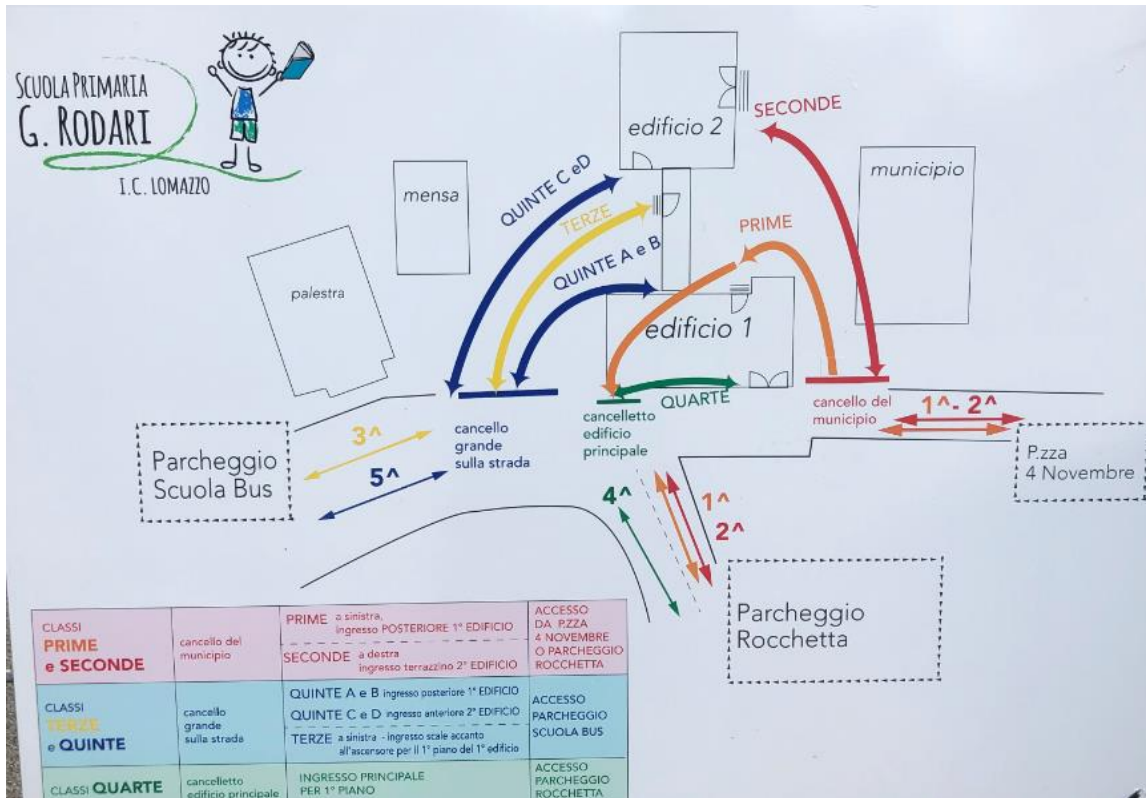 SCUOLA PRIMARIA
G. RODARI
I.C. LOMAZZO
mensa
palestra
edificio 2
SECONDE
municipio
QUINTE C eD
TERZE
QUINTE A e B
PRIME
edificio 1
QUARTE
cancello
grande
sulla strada
cancelletto
edificio
principale
cancello del
municipio
1^- 2^
P.zza
4 Novembre
3^
5^
Parcheggio
Scuola Bus
4^
1^
2^
Parcheggio
Rocchetta
CLASSI
PRIME
e SECONDE
cancello del
municipio
PRIME a sinistra,
ingresso POSTERIORE 1° EDIFICIO
SECONDE a destra
ingresso terrazzino 2° EDIFICIO
ACCESSO
DA P.ZZA
4 NOVEMBRE
O PARCHEGGIO
ROCCHETTA
CLASSI
TERZE
e QUINTE
cancello
grande
sulla strada
QUINTE A e B ingresso posteriore 1° EDIFICIO
QUINTE C e D ingresso anteriore 2° EDIFICIO
TERZE a sinistra - ingresso scale accanto
all'ascensore per il 1° piano del 1° edificio
ACCESSO
PARCHEGGIO
SCUOLA BUS
CLASSI QUARTE
cancelletto
edificio principale
INGRESSO PRINCIPALE
PER 1° PIANO
ACCESSO
PARCHEGGIO
ROCCHETTA